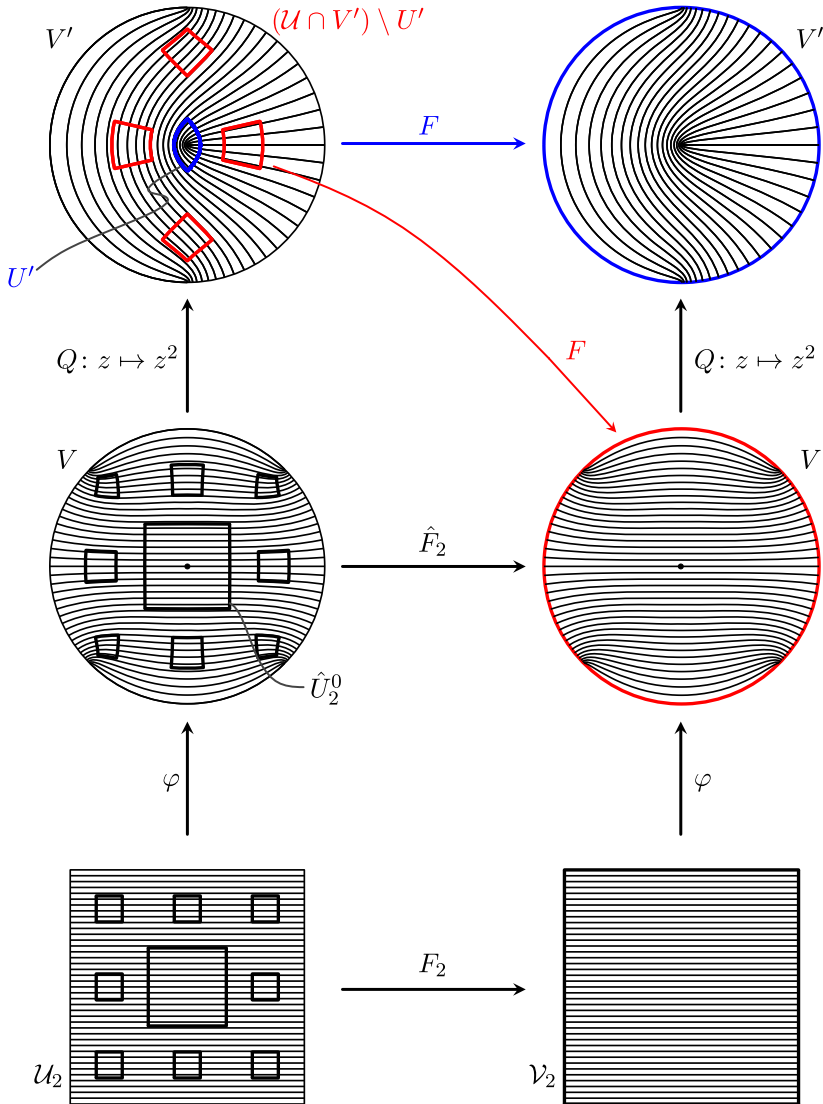 V′
(𝒰 ∩ V′) \ U′
V′
F
U′
Q: z ↦ z²
F
Q: z ↦ z²
V
V
F̂₂
Û₂⁰
φ
φ
F₂
𝒰₂
𝒱₂